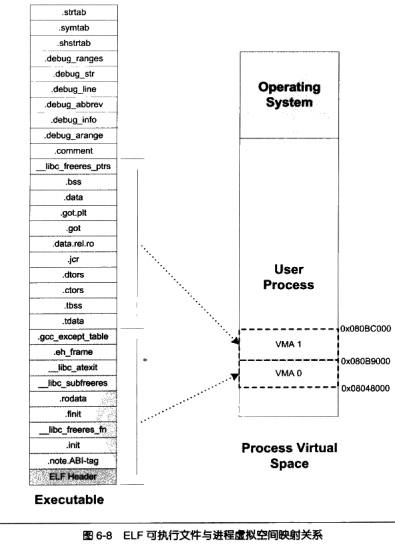 .strtab
.symtab
.shstrtab
.debug_ranges
.debug_str
.debug_line
.debug_abbrev
.debug_info
.debug_arange
.comment
__libc_freeres_ptrs
.bss
.data
.got.plt
.got
.data.rel.ro
.jcr
.dtors
.ctors
.tbss
.tdata
.gcc_except_table
.eh_frame
__libc_atexit
__libc_subfreeres
.rodata
.finit
__libc_freeres_fn
.init
.note.ABI-tag
ELF Header
Executable
Operating
System
User
Process
0x080BC000
VMA 1
0x080B9000
VMA 0
0x08048000
Process Virtual
Space
图 6-8 ELF 可执行文件与进程虚拟空间映射关系